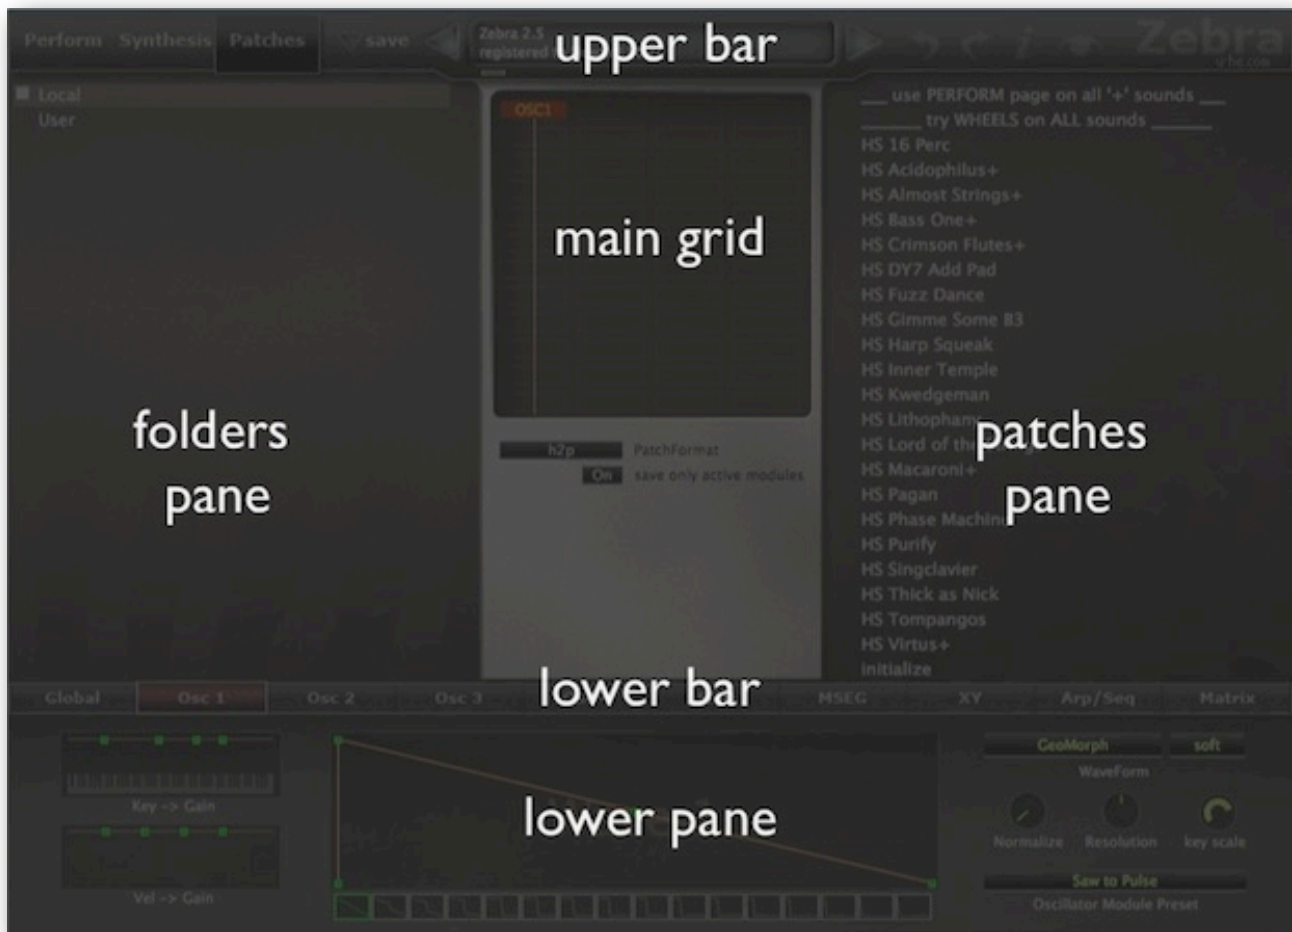 Perform Synthesis Patches save
Zebra 2.5
registered
upper bar
Zebra
u-he.com
Local
User
OSC1
main grid
h2p PatchFormat
On save only active modules
folders
pane
___ use PERFORM page on all '+' sounds ___
______ try WHEELS on ALL sounds ______
HS 16 Perc
HS Acidophilus+
HS Almost Strings+
HS Bass One+
HS Crimson Flutes+
HS DY7 Add Pad
HS Fuzz Dance
HS Gimme Some B3
HS Harp Squeak
HS Inner Temple
HS Kwedgeman
HS Lithophany
HS Lord of the
HS Macaroni+
HS Pagan
HS Phase Machine
HS Purify
HS Singclavier
HS Thick as Nick
HS Tompangos
HS Virtus+
initialize
patches
pane
lower bar
Global Osc 1 Osc 2 Osc 3 MSEG XY Arp/Seq Matrix
Key -> Gain
Vel -> Gain
lower pane
GeoMorph soft
WaveForm
Normalize Resolution key scale
Saw to Pulse
Oscillator Module Preset